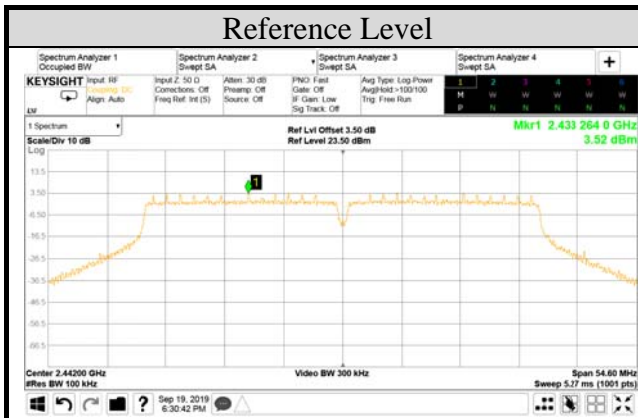 Reference Level
Spectrum Analyzer 1
Occupied BW
Spectrum Analyzer 2
Swept SA
Spectrum Analyzer 3
Swept SA
Spectrum Analyzer 4
Swept SA
+
KEYSIGHT Input: RF
Coupling: DC
Align: Auto
Input Z: 50 Ω
Corrections: Off
Freq Ref: Int (S)
Atten: 30 dB
Preamp: Off
Source: Off
PNO: Fast
Gate: Off
IF Gain: Low
Sig Track: Off
Avg Type: Log-Power
Avg|Hold:>100/100
Trig: Free Run
1 2 3 4 5 6
M W W W W W
P N N N N N
LXI
1 Spectrum
Scale/Div 10 dB
Ref Lvl Offset 3.50 dB
Ref Level 23.50 dBm
Mkr1 2.433 264 0 GHz
3.52 dBm
Log
13.5
3.50
-6.50
-16.5
-26.5
-36.5
-46.5
-56.5
-66.5
1
Center 2.44200 GHz
#Res BW 100 kHz
Video BW 300 kHz
Span 54.60 MHz
Sweep 5.27 ms (1001 pts)
?
Sep 19, 2019
6:30:42 PM